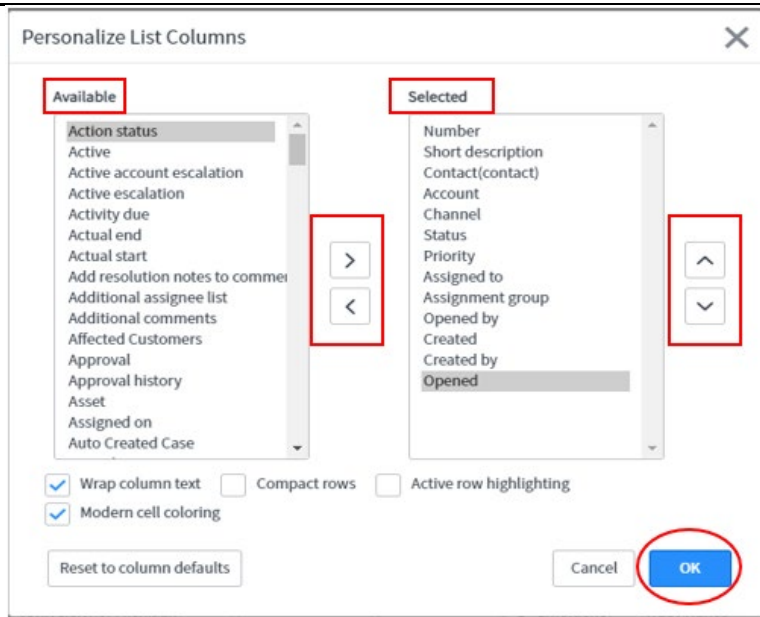 Personalize List Columns
Available
Selected
Action status
Active
Active account escalation
Active escalation
Activity due
Actual end
Actual start
Add resolution notes to commer
Additional assignee list
Additional comments
Affected Customers
Approval
Approval history
Asset
Assigned on
Auto Created Case
Number
Short description
Contact(contact)
Account
Channel
Status
Priority
Assigned to
Assignment group
Opened by
Created
Created by
Opened
Wrap column text
Compact rows
Active row highlighting
Modern cell coloring
Reset to column defaults
Cancel
OK